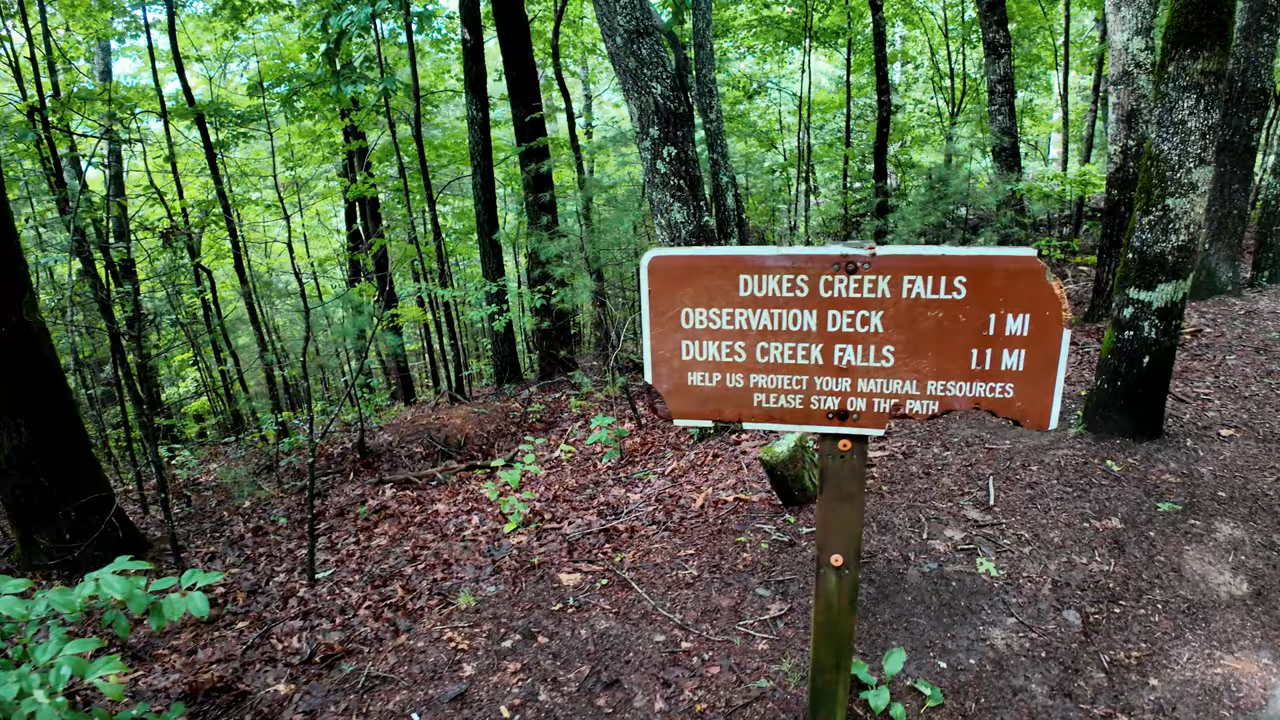 DUKES CREEK FALLS
OBSERVATION DECK .1 MI
DUKES CREEK FALLS 1.1 MI
HELP US PROTECT YOUR NATURAL RESOURCES
PLEASE STAY ON THE PATH